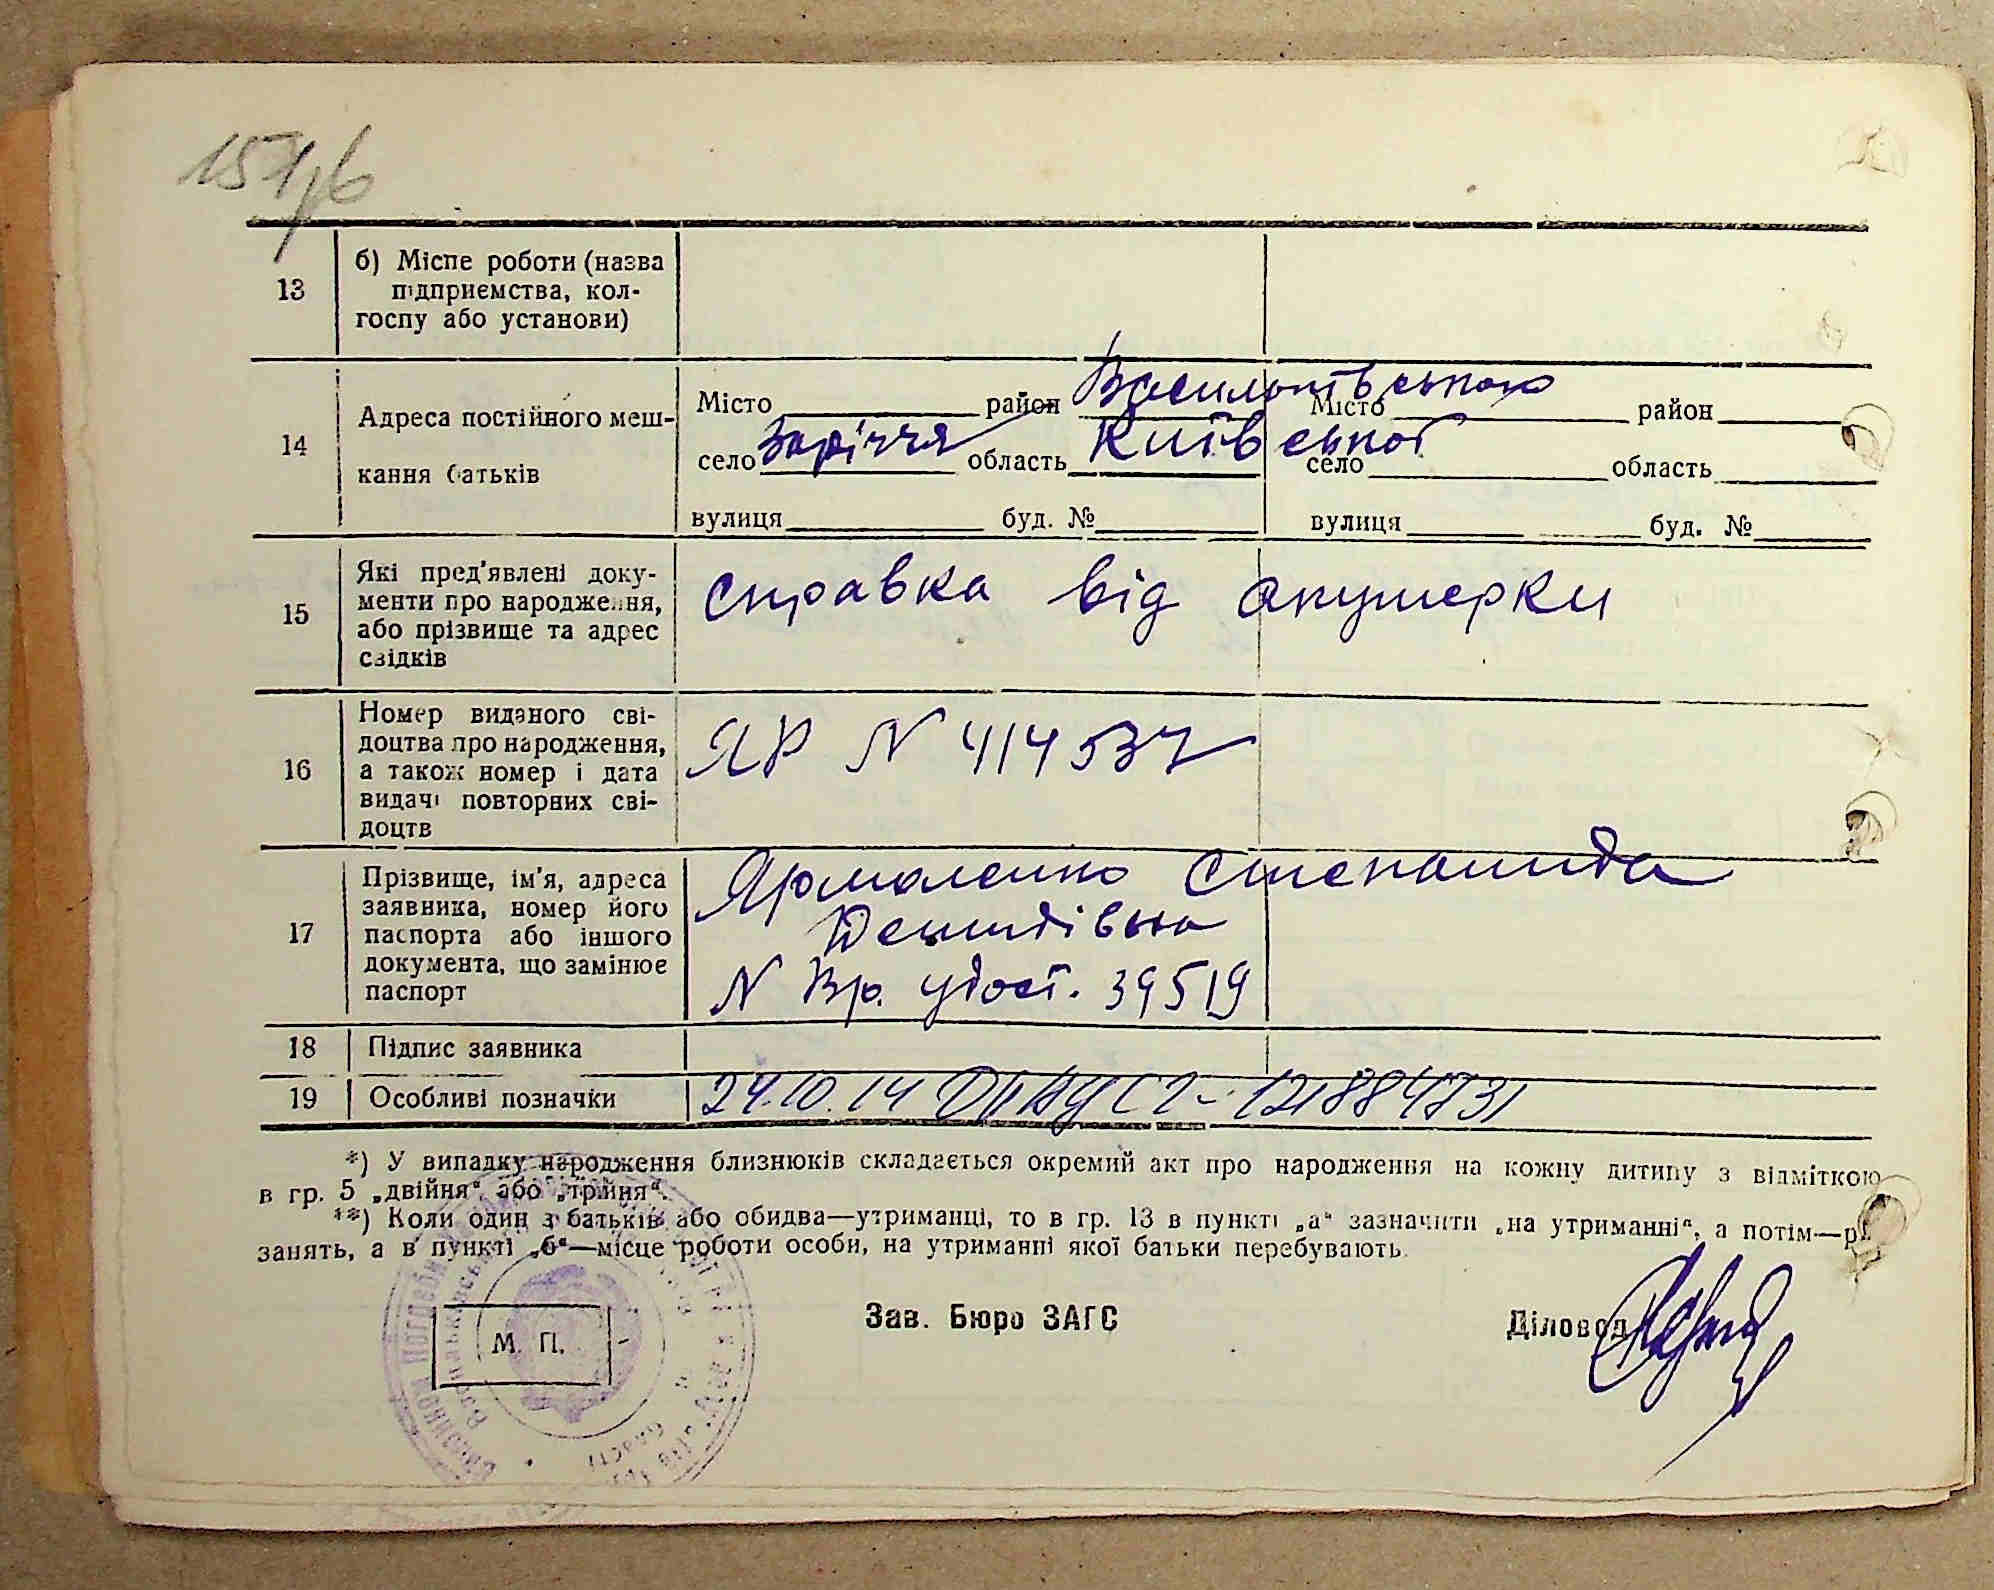 13
б) Місце роботи (назва
підприємства, кол-
госпу або установи)
14
Адреса постійного меш-
кання батьків
Місто район Васильківського
село Заріччя область Київської
вулиця буд. №
Місто район
село область
вулиця буд. №
15
Які пред'явлені доку-
менти про народження,
або прізвище та адрес
свідків
справка від акушерки
16
Номер виданого сві-
доцтва про народження,
а також номер і дата
видачі повторних сві-
доцтв
ЯР N 414537
17
Прізвище, ім'я, адреса
заявника, номер його
паспорта або іншого
документа, що замінює
паспорт
Ярмоленко Степанида
Демидівна
N Вр. удост. 39519
18
Підпис заявника
19
Особливі позначки
24.10.14
*) У випадку народження близнюків складається окремий акт про народження на кожну дитину з відміткою
в гр. 5 „двійня“ або „трійня“.
**) Коли один з батьків або обидва—утриманці, то в гр. 13 в пункті „а“ зазначити „на утриманні“, а потім—
занять, а в пункті „б“—місце роботи особи, на утриманні якої батьки перебувають.
М. П.
Зав. Бюро ЗАГС
Діловод